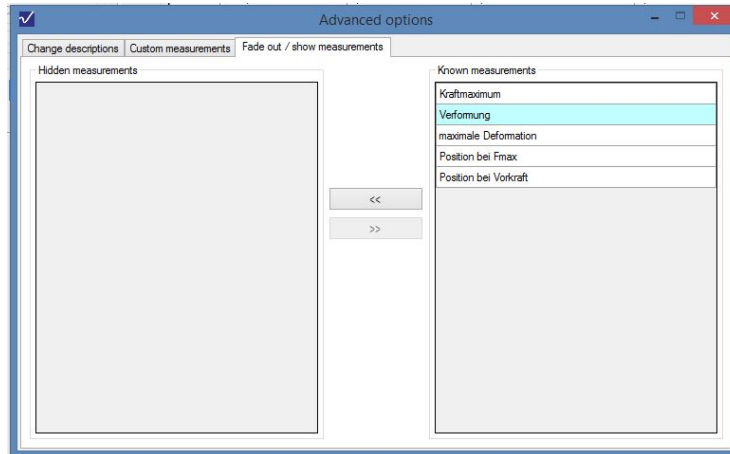 Advanced options
Change descriptions
Custom measurements
Fade out / show measurements
Hidden measurements
Known measurements
Kraftmaximum
Verformung
maximale Deformation
Position bei Fmax
Position bei Vorkraft
<<
>>